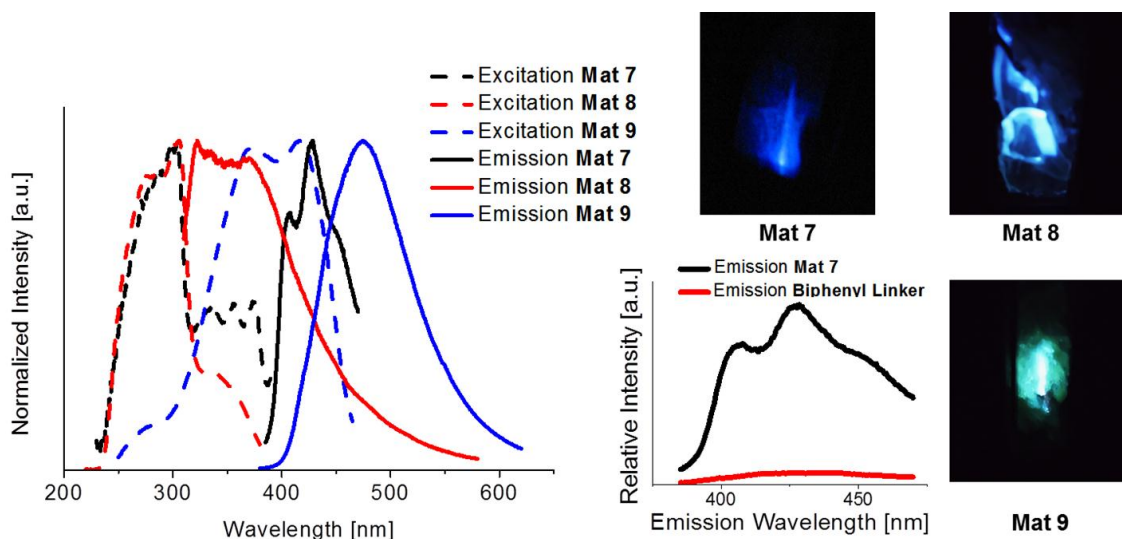 Excitation Mat 7
Excitation Mat 8
Excitation Mat 9
Emission Mat 7
Emission Mat 8
Emission Mat 9
Normalized Intensity [a.u.]
200 300 400 500 600
Wavelength [nm]
Mat 7
Mat 8
Emission Mat 7
Emission Biphenyl Linker
Relative Intensity [a.u.]
400 450
Emission Wavelength [nm]
Mat 9